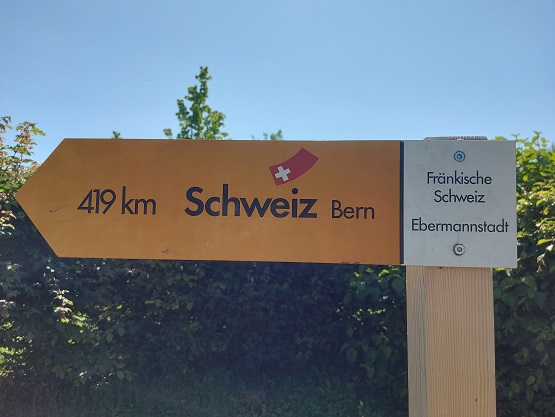 419 km Schweiz Bern
Fränkische
Schweiz
Ebermannstadt